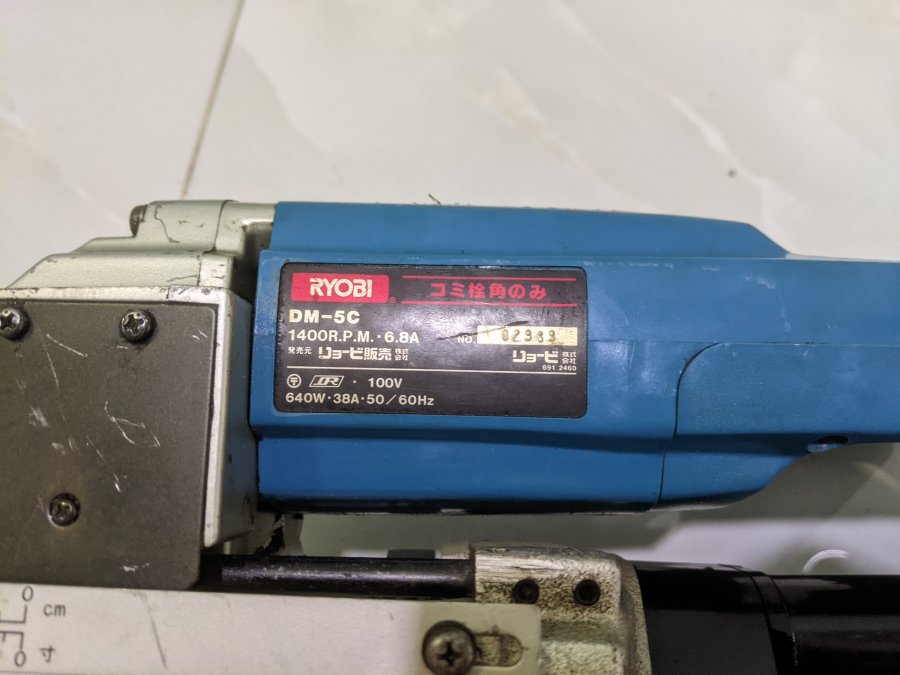 RYOBI ® コミ栓角のみ
DM-5C
1400R.P.M.・6.8A NO. 02989
発売元 リョービ販売 株式会社 リョービ 株式会社
691 2460
〒 DR ・ 100V
640W・38A・50/60Hz
0 cm
0 寸